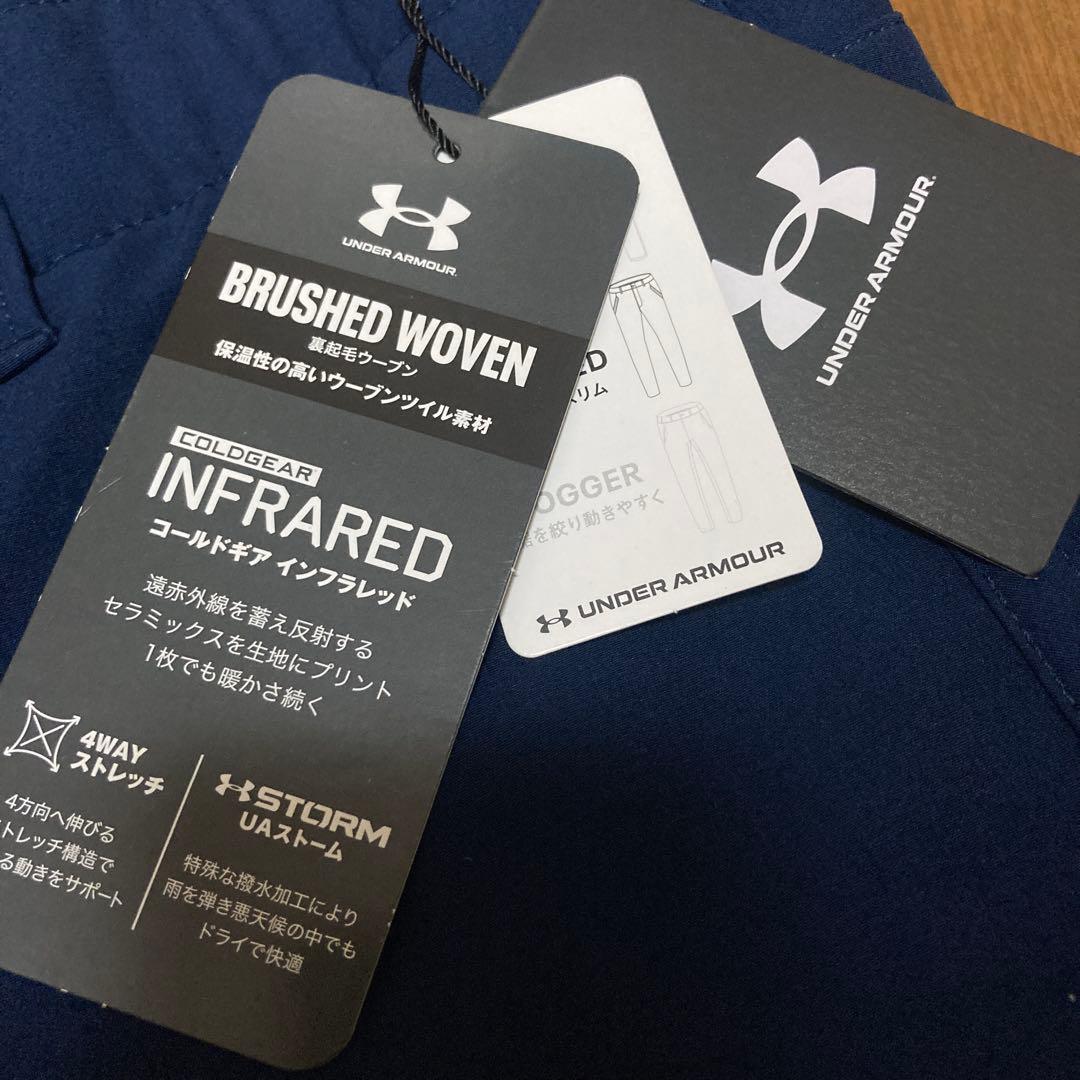 UNDER ARMOUR
BRUSHED WOVEN
裏起毛ウーブン
保温性の高いウーブンツイル素材
COLDGEAR
INFRARED
コールドギア インフラレッド
遠赤外線を蓄え反射する
セラミックスを生地にプリント
1枚でも暖かさ続く
4WAY
ストレッチ
4方向へ伸びる
トレッチ構造で
る動きをサポート
STORM
UAストーム
特殊な撥水加工により
雨を弾き悪天候の中でも
ドライで快適
ED
スリム
OGGER
を絞り動きやすく
UNDER ARMOUR
UNDER ARMOUR.